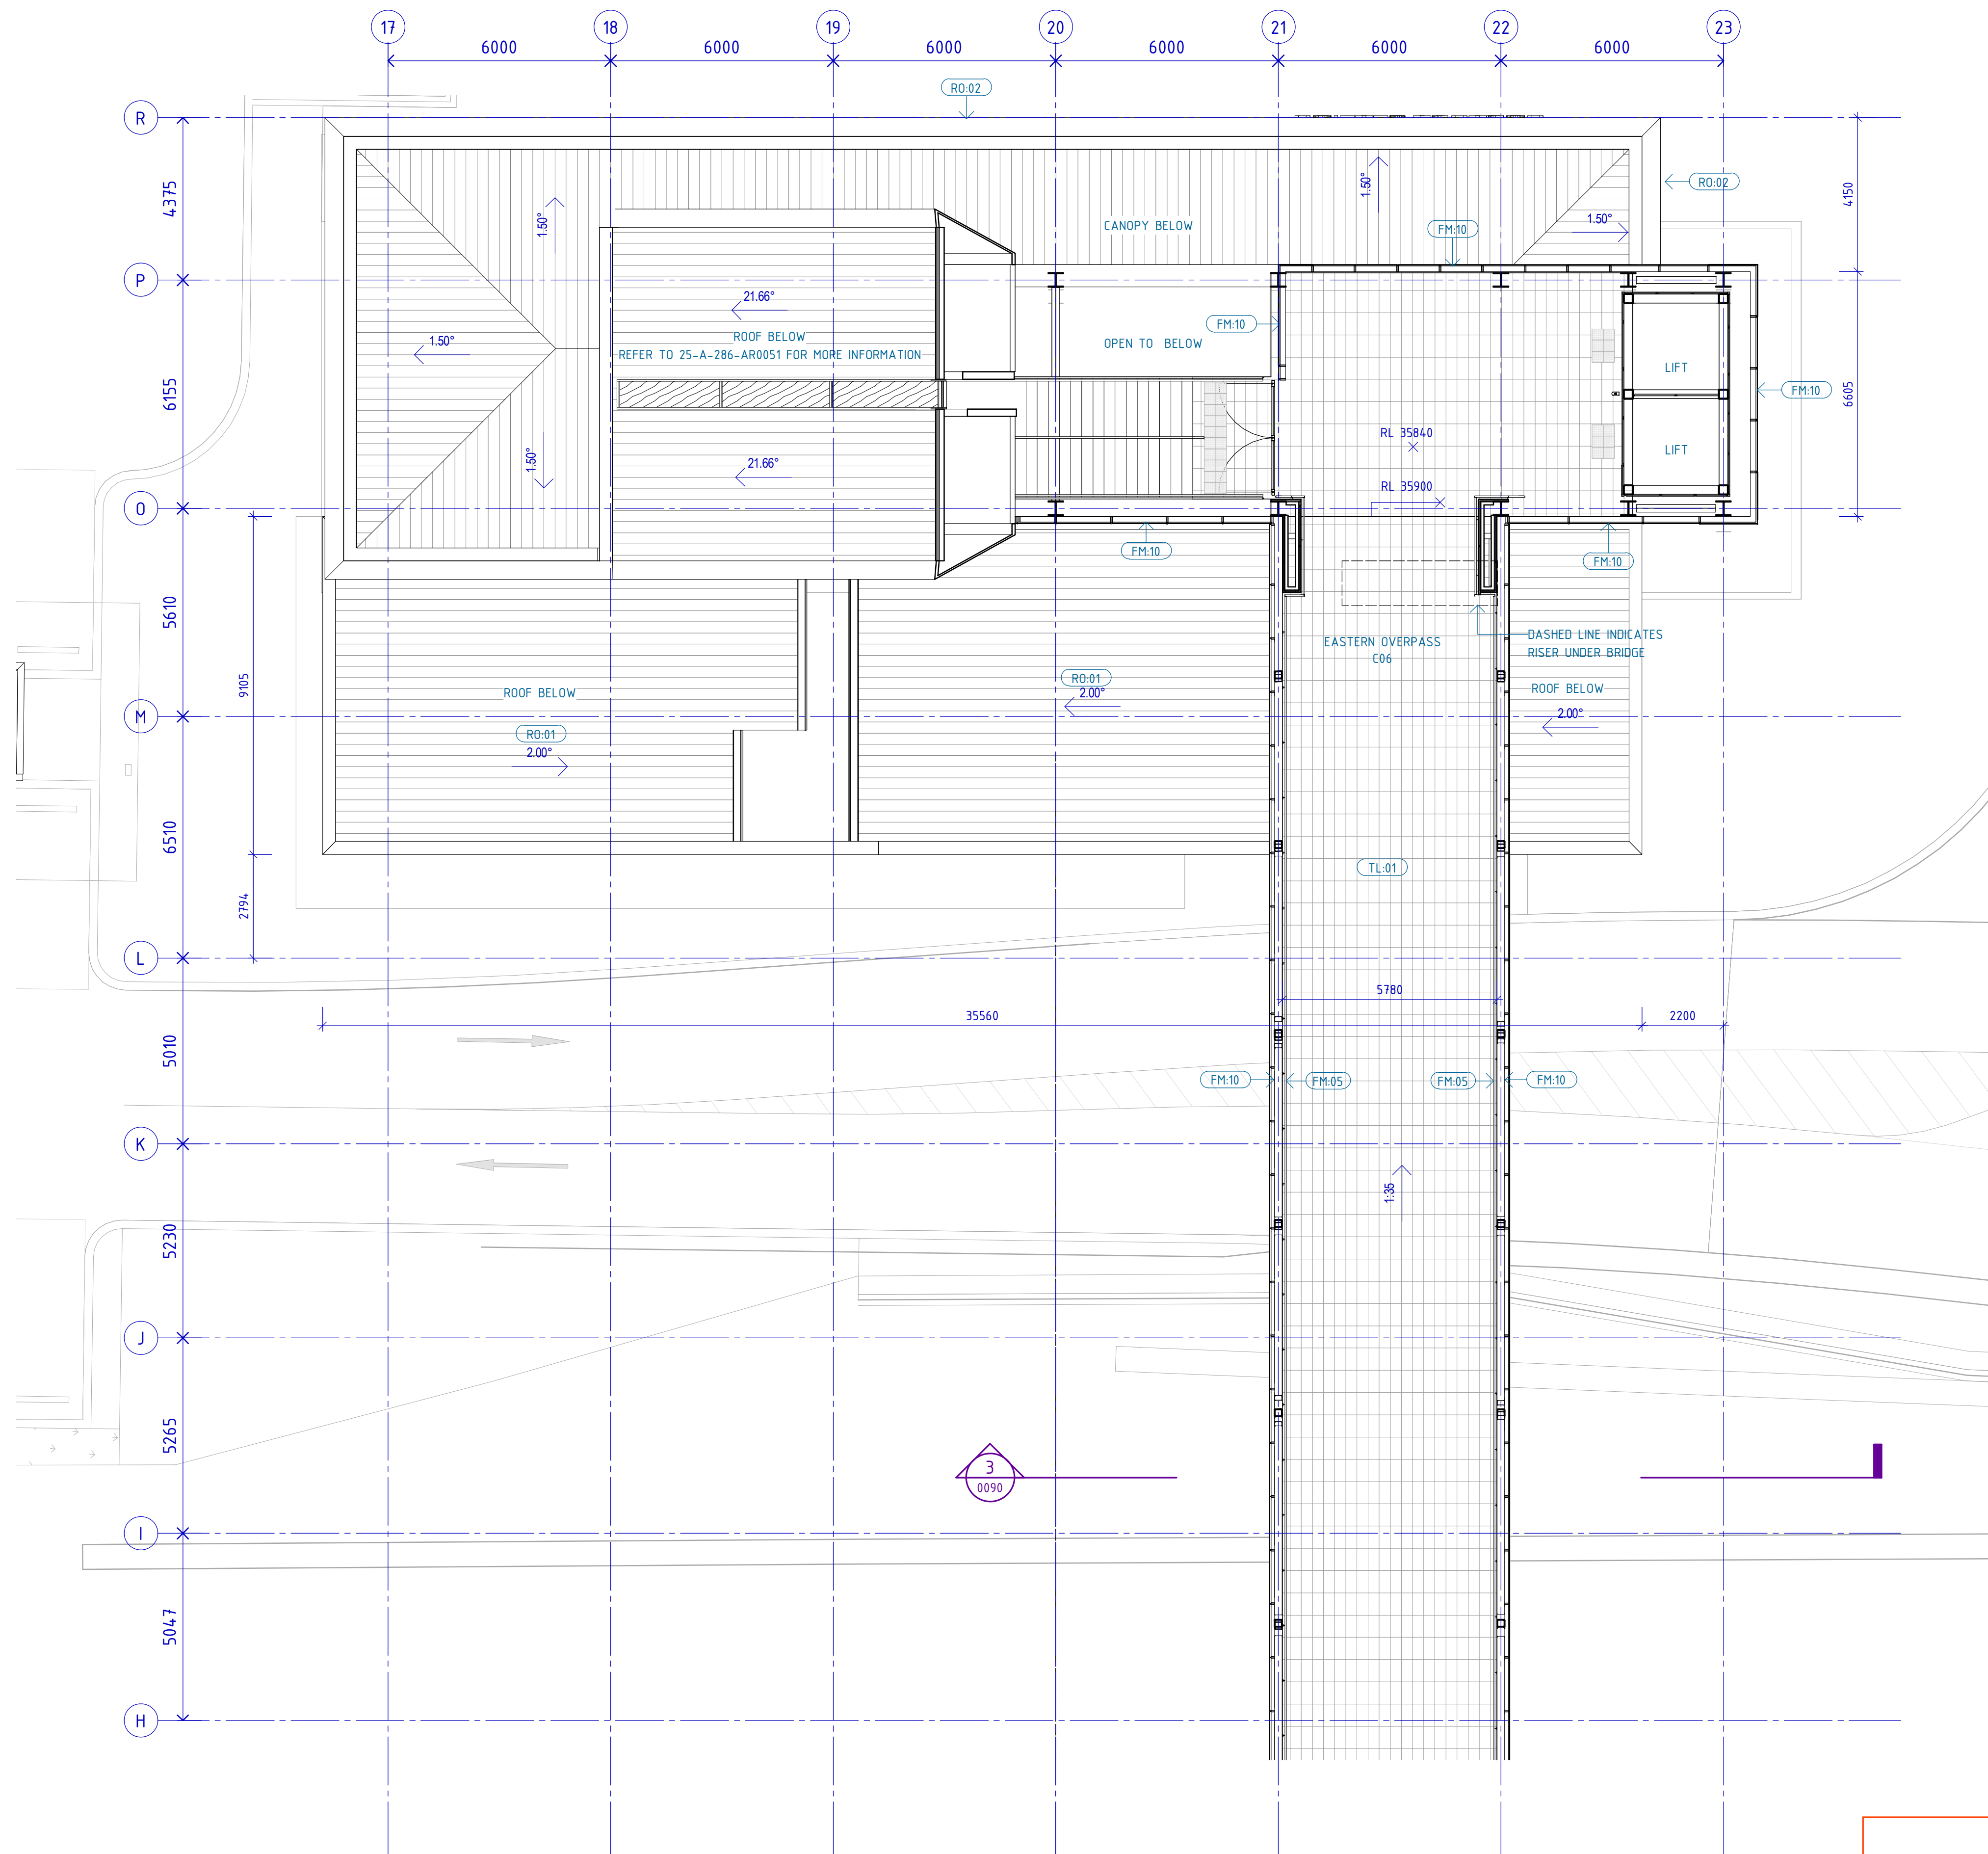 17 18 19 20 21 22 23
6000 6000 6000 6000 6000 6000
RO:02
R
4375
4150
RO:02
1.50°
1.50°
1.50°
CANOPY BELOW
FM:10
P
21.66°
ROOF BELOW
REFER TO 25-A-286-AR0051 FOR MORE INFORMATION
1.50°
FM:10
OPEN TO BELOW
LIFT
6155
6605
FM:10
RL 35840
LIFT
1.50°
21.66°
RL 35900
O
FM:10
FM:10
5610
EASTERN OVERPASS
C06
DASHED LINE INDICATES
RISER UNDER BRIDGE
9105
ROOF BELOW
RO:01
2.00°
ROOF BELOW
2.00°
M
RO:01
2.00°
6510
TL:01
2794
L
5780
35560
2200
5010
FM:10
FM:05
FM:05
FM:10
K
1:35
5230
J
5265
3
0090
I
5047
H